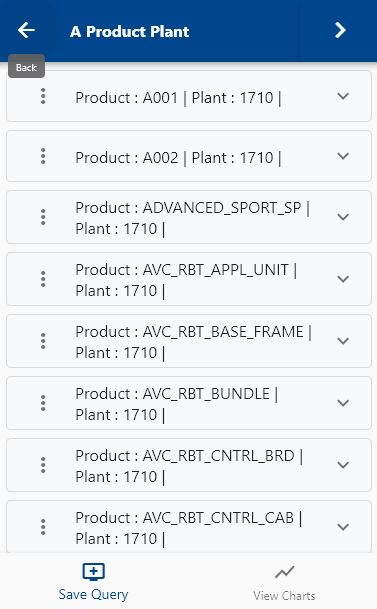 A Product Plant
Back
Product : A001 | Plant : 1710 |
Product : A002 | Plant : 1710 |
Product : ADVANCED_SPORT_SP |
Plant : 1710 |
Product : AVC_RBT_APPL_UNIT |
Plant : 1710 |
Product : AVC_RBT_BASE_FRAME |
Plant : 1710 |
Product : AVC_RBT_BUNDLE |
Plant : 1710 |
Product : AVC_RBT_CNTRL_BRD |
Plant : 1710 |
Product : AVC_RBT_CNTRL_CAB |
Plant : 1710 |
Save Query
View Charts